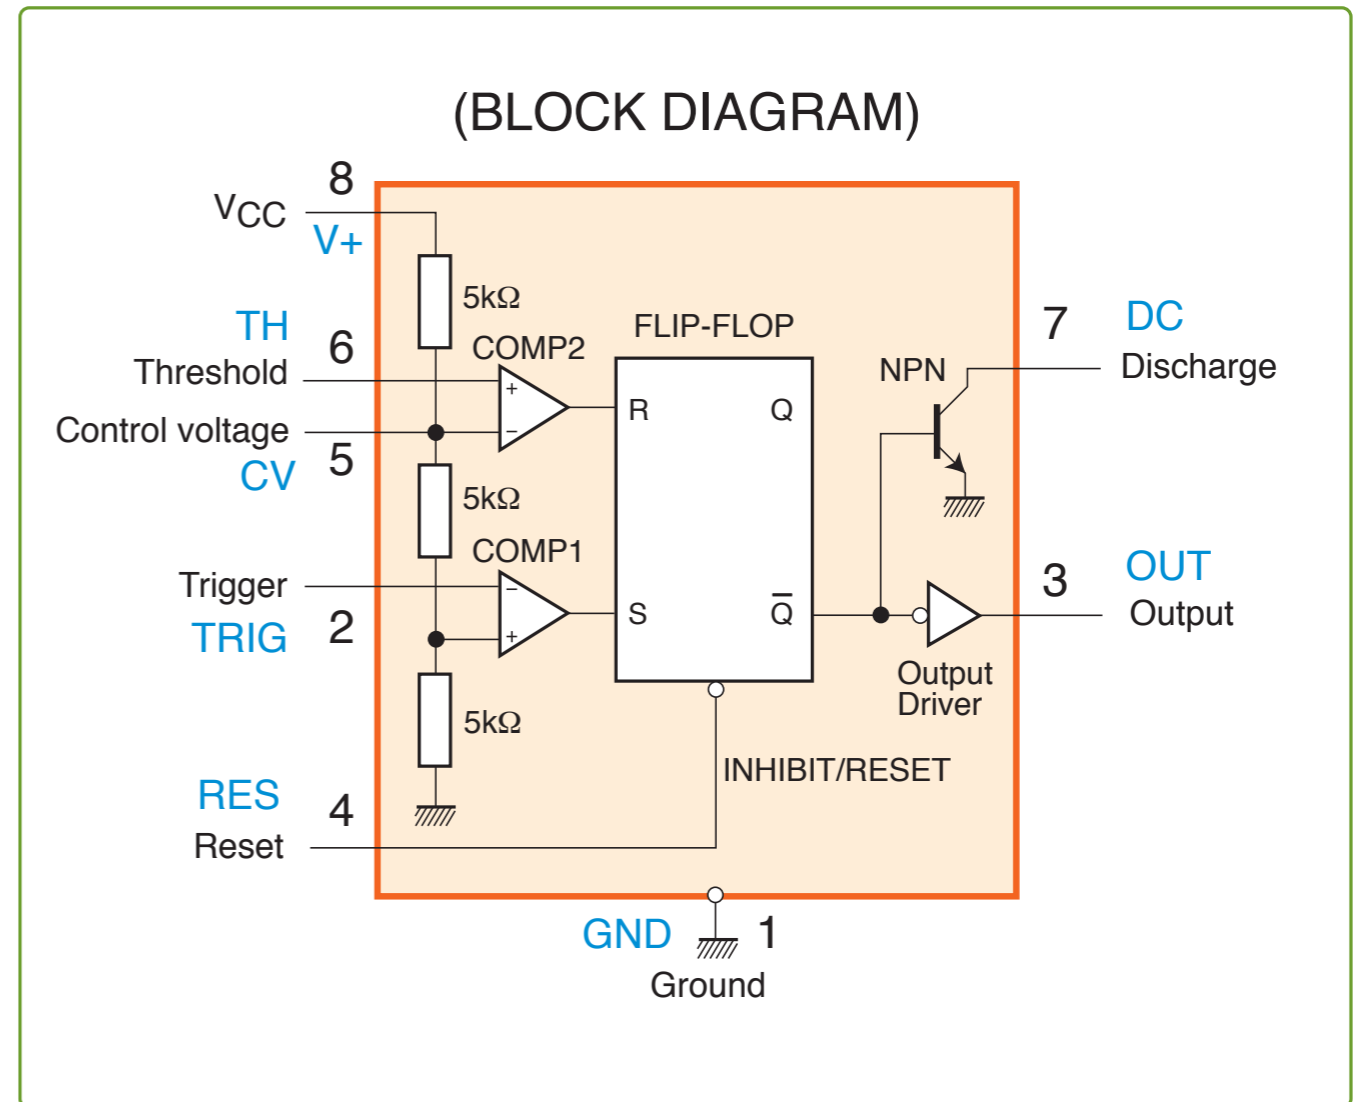 (BLOCK DIAGRAM)
8
VCC
V+
5kΩ
TH
6
Threshold
COMP2
+
−
Control voltage
5
CV
5kΩ
COMP1
Trigger
2
TRIG
−
+
5kΩ
RES
4
Reset
FLIP-FLOP
R
Q
S
Q̅
INHIBIT/RESET
NPN
7
DC
Discharge
3
OUT
Output
Output
Driver
GND
1
Ground